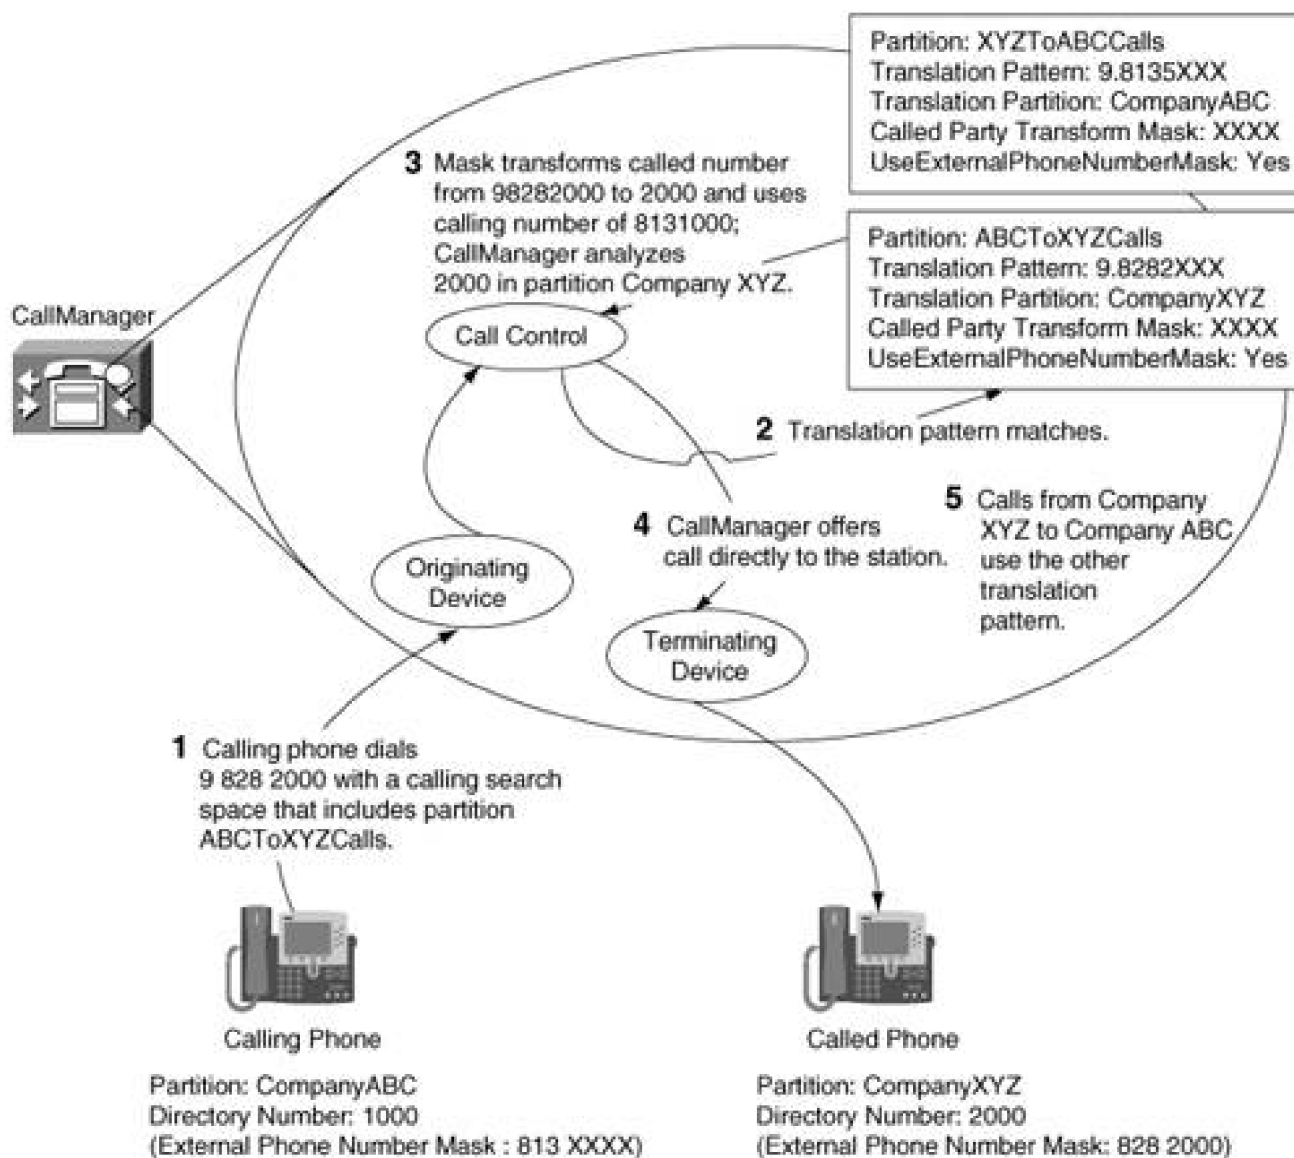 Partition: XYZToABCCalls
Translation Pattern: 9.8135XXX
Translation Partition: CompanyABC
Called Party Transform Mask: XXXX
UseExternalPhoneNumberMask: Yes
3 Mask transforms called number
from 98282000 to 2000 and uses
calling number of 8131000;
CallManager analyzes
2000 in partition Company XYZ.
Partition: ABCToXYZCalls
Translation Pattern: 9.8282XXX
Translation Partition: CompanyXYZ
Called Party Transform Mask: XXXX
UseExternalPhoneNumberMask: Yes
CallManager
Call Control
2 Translation pattern matches.
4 CallManager offers
call directly to the station.
5 Calls from Company
XYZ to Company ABC
use the other
translation
pattern.
Originating
Device
Terminating
Device
1 Calling phone dials
9 828 2000 with a calling search
space that includes partition
ABCToXYZCalls.
Calling Phone
Partition: CompanyABC
Directory Number: 1000
(External Phone Number Mask : 813 XXXX)
Called Phone
Partition: CompanyXYZ
Directory Number: 2000
(External Phone Number Mask: 828 2000)